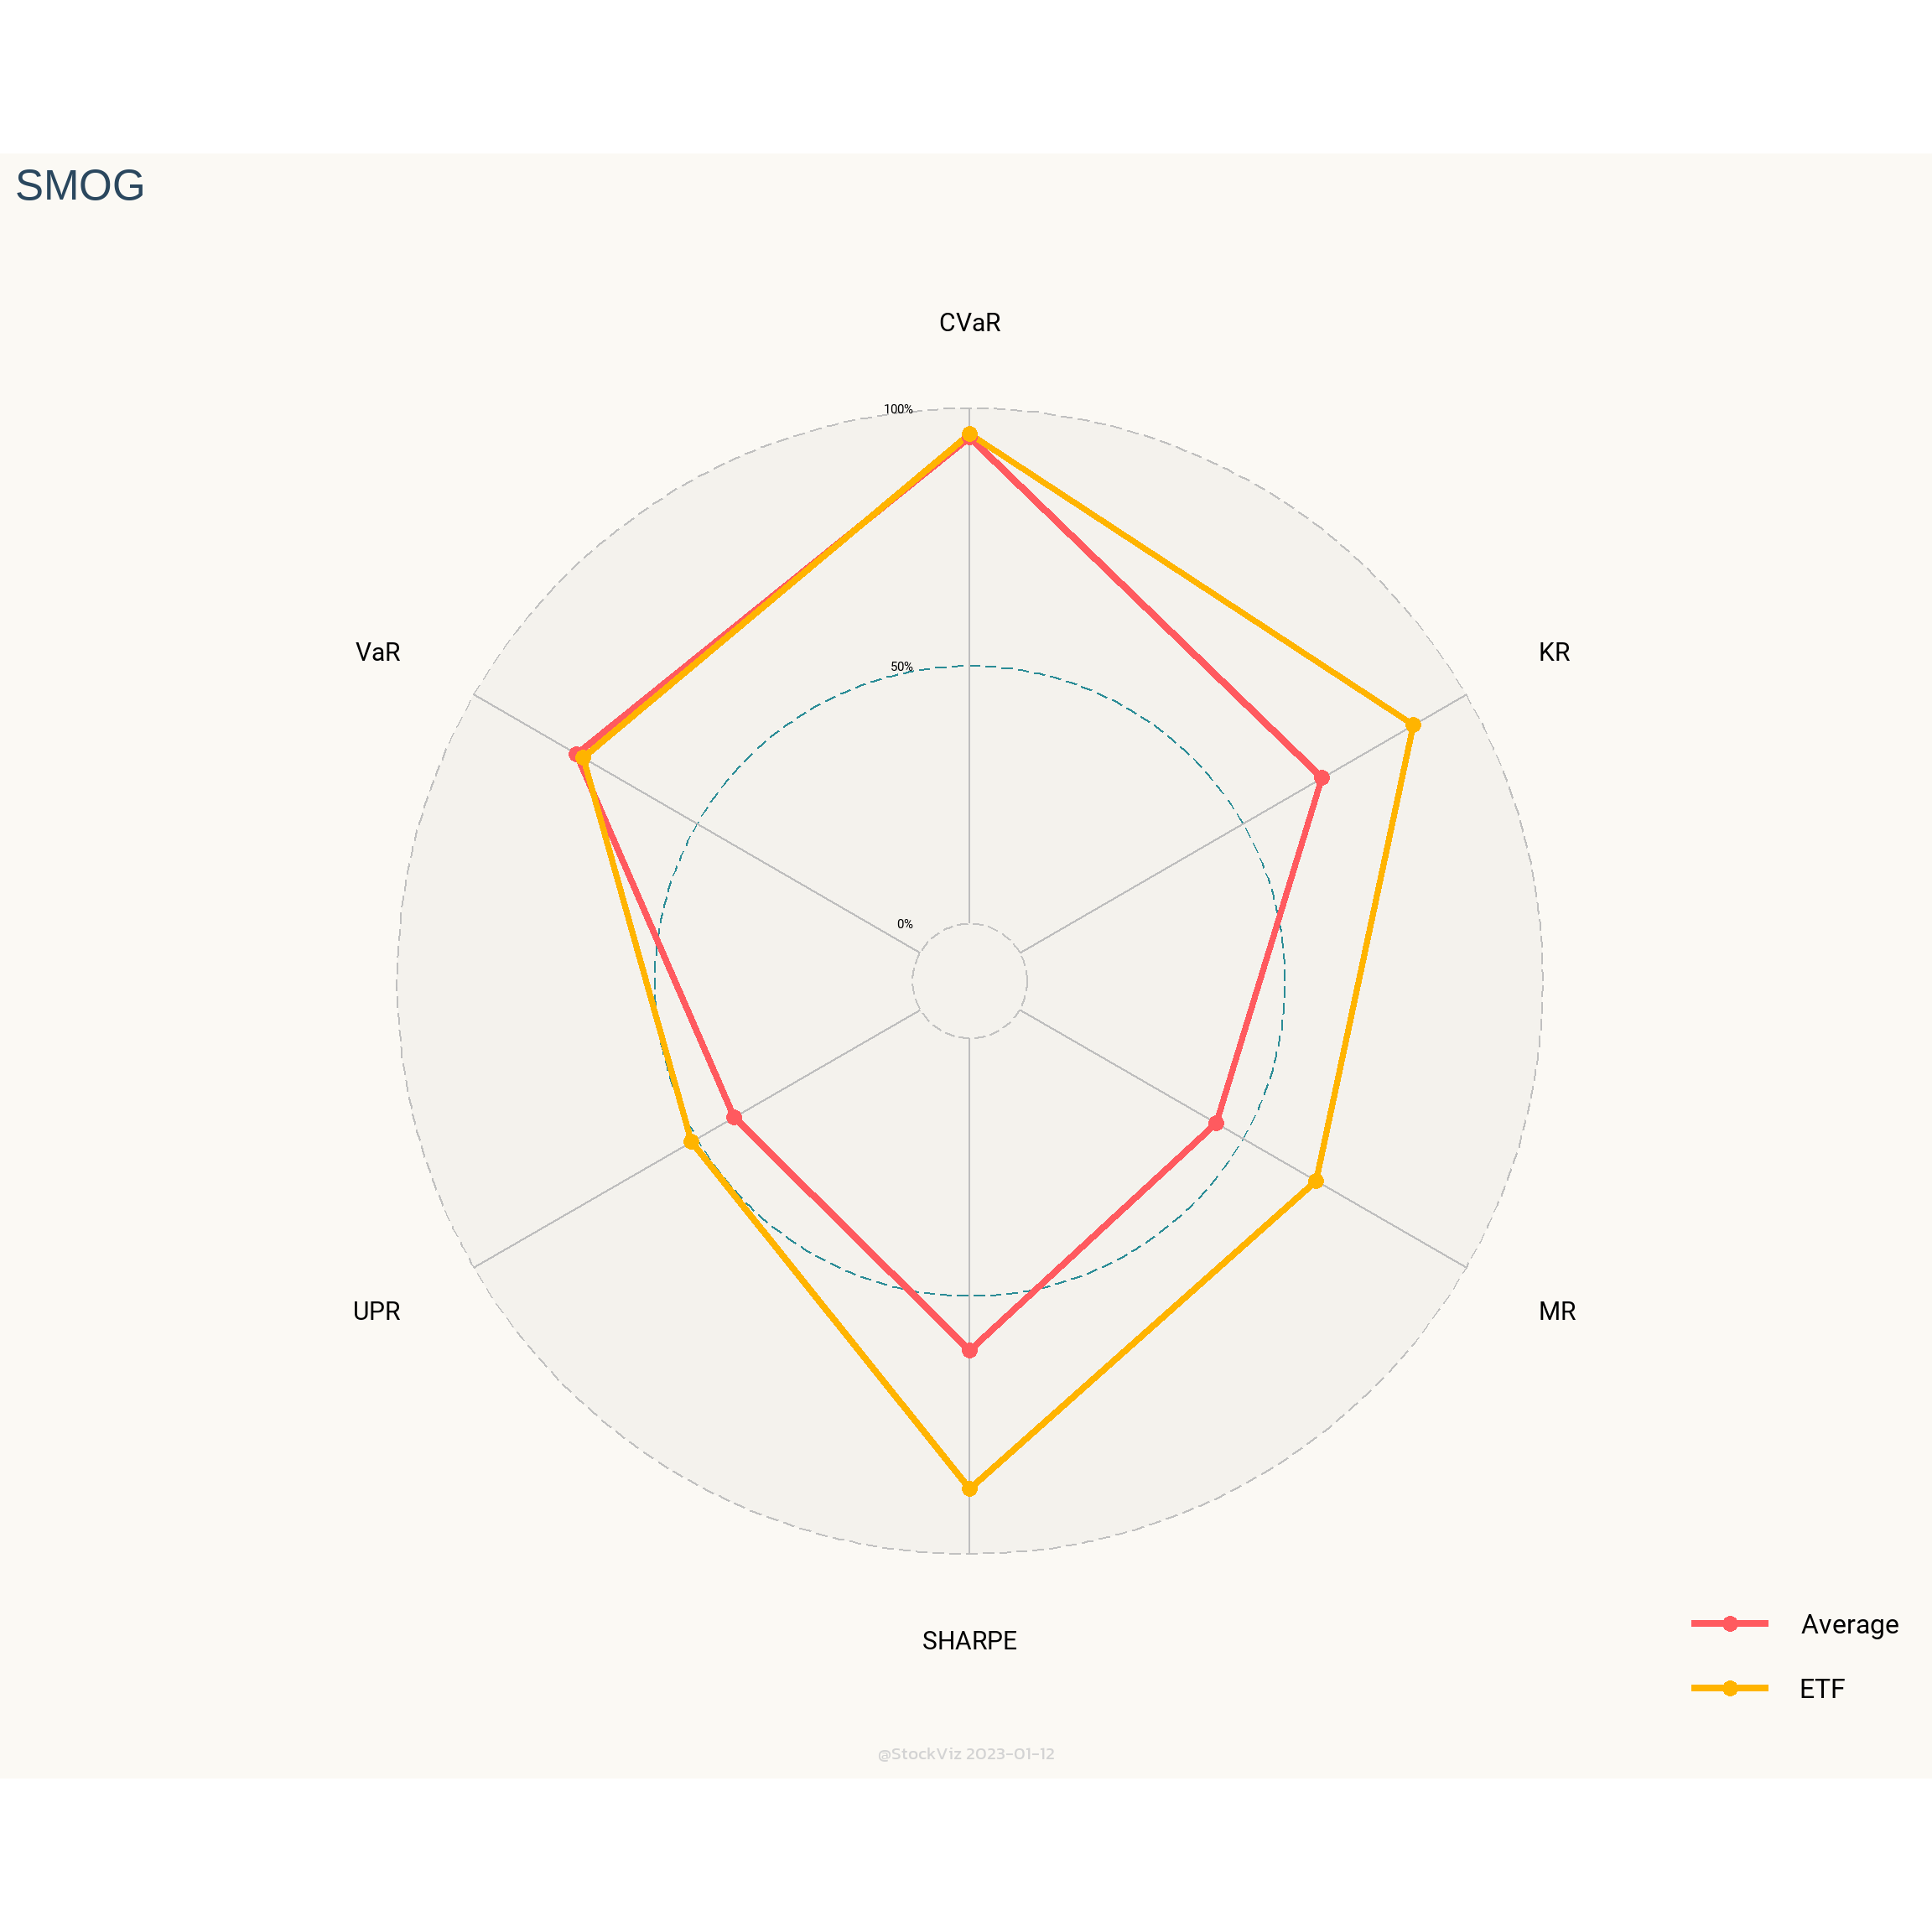 SMOG
CVaR
100%
VaR
KR
50%
0%
UPR
MR
SHARPE
Average
ETF
@StockViz 2023-01-12